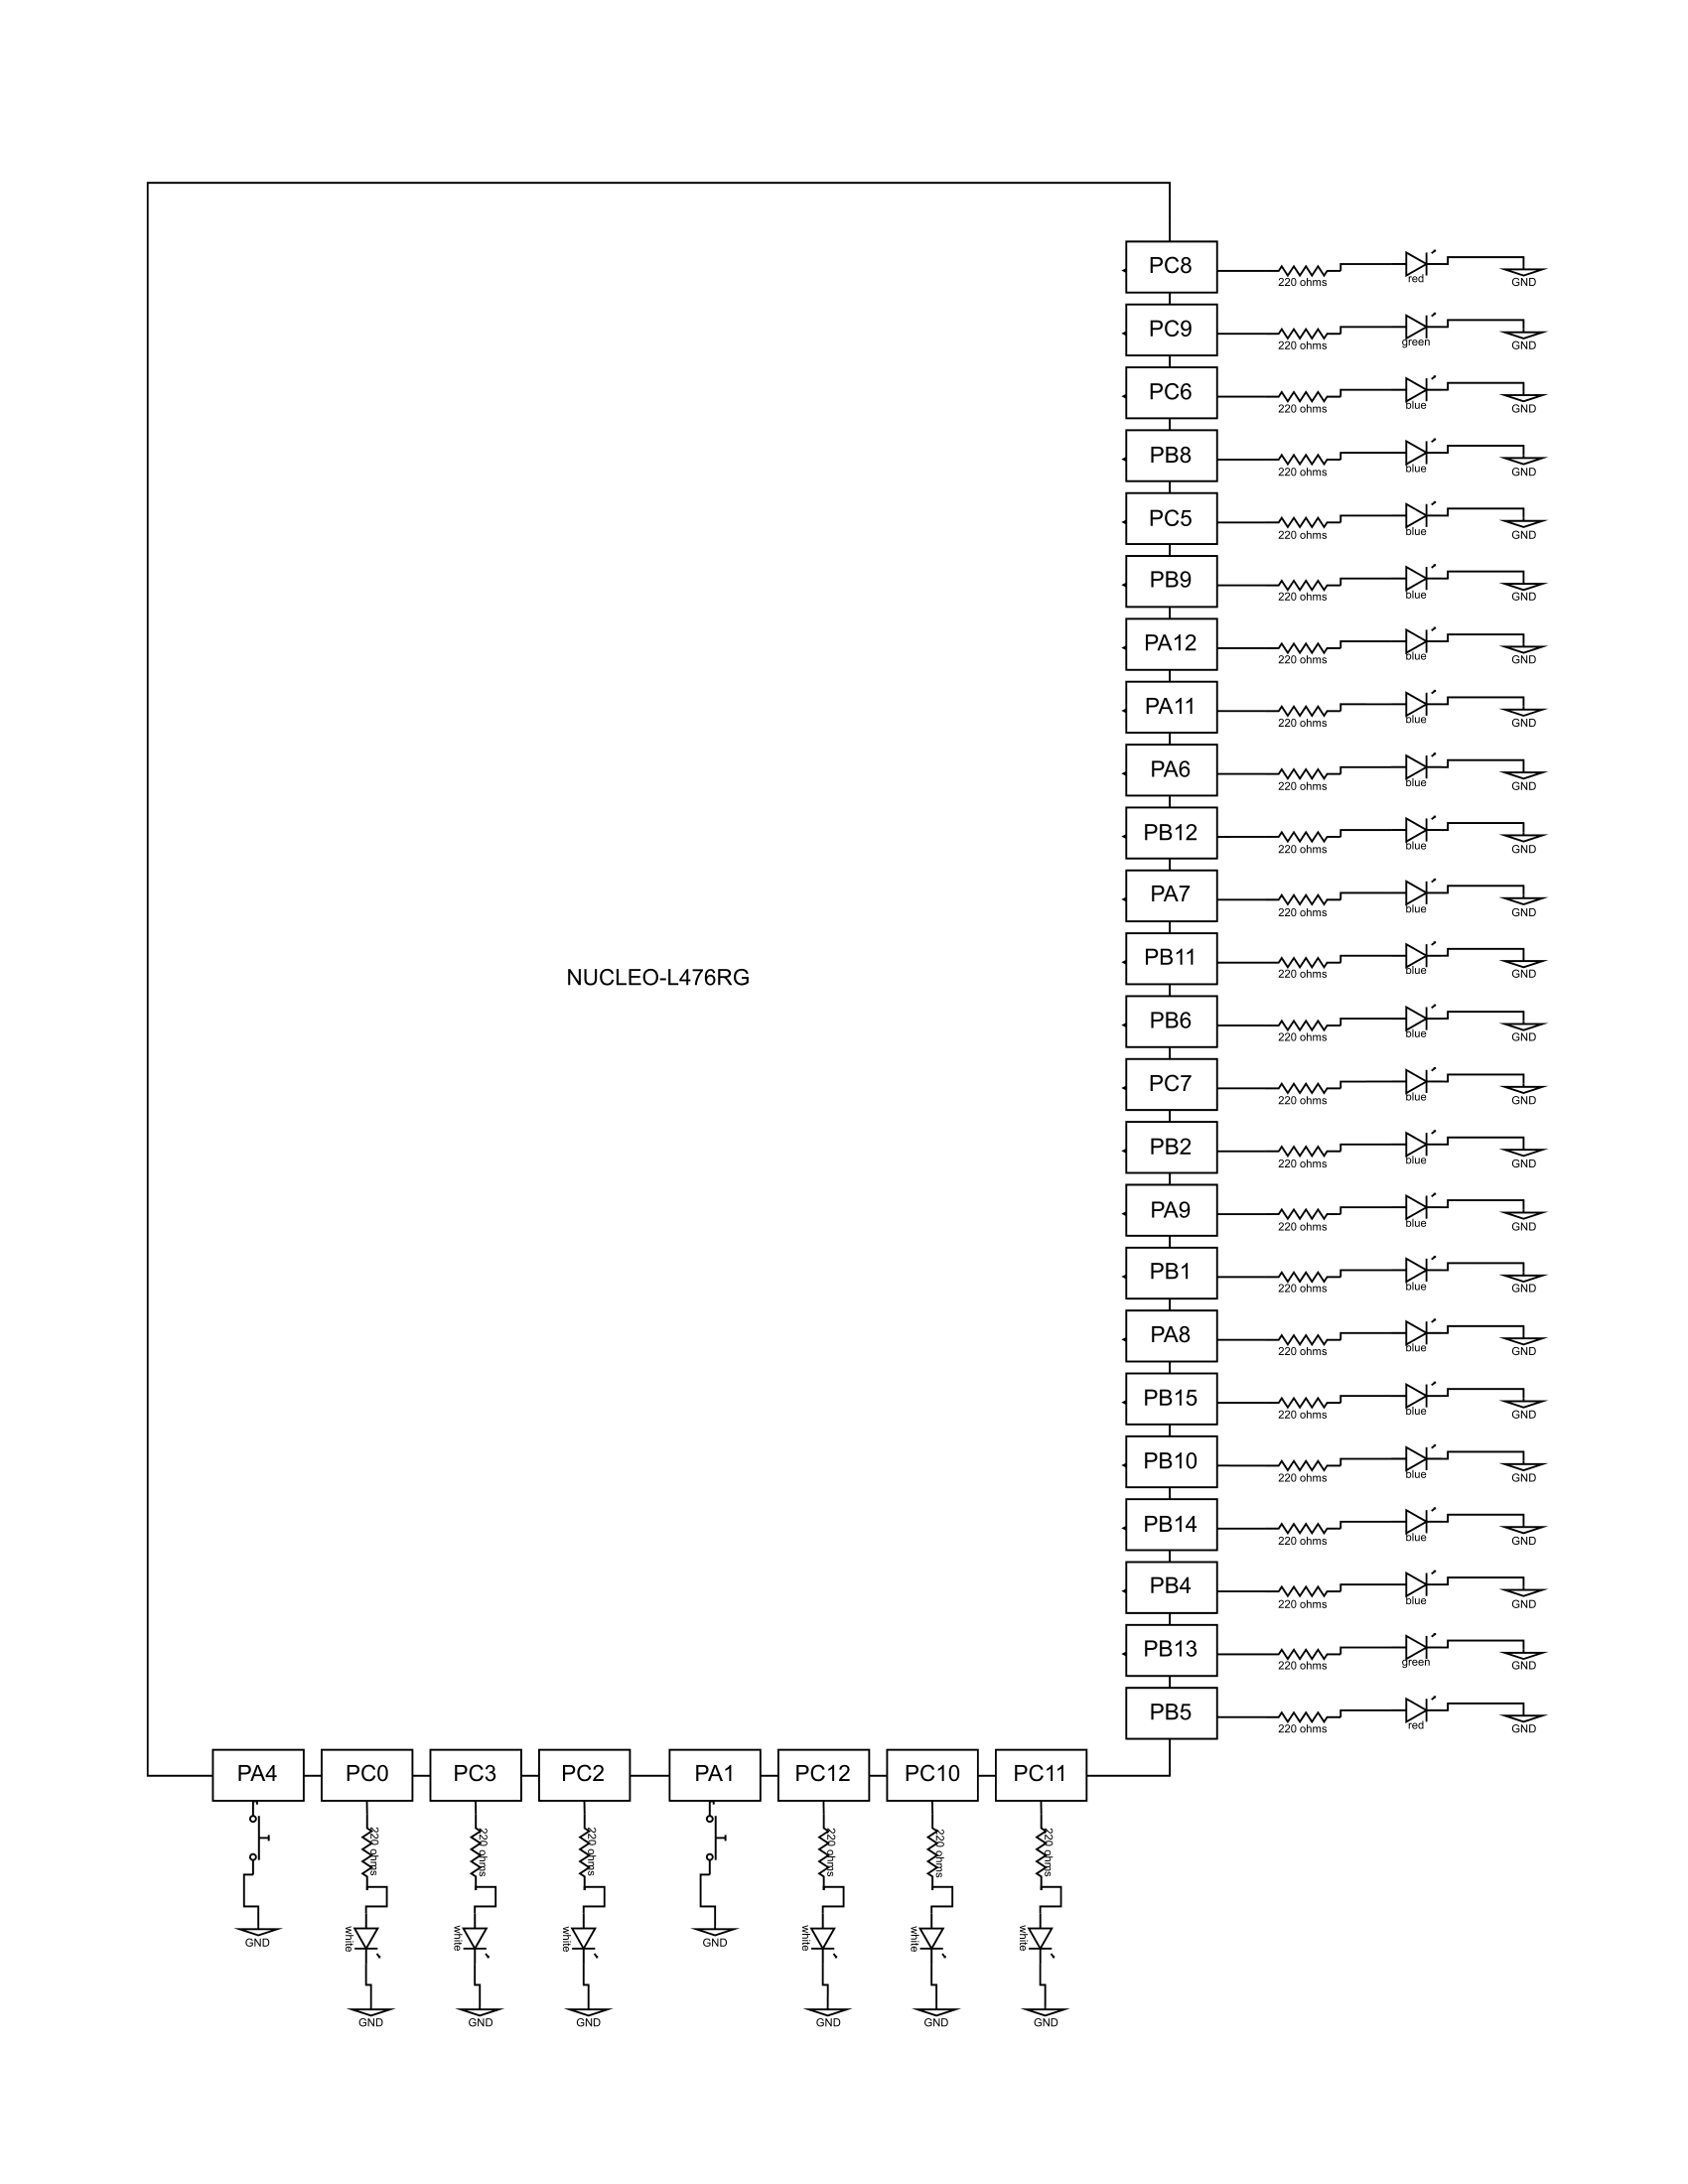 PC8
220 ohms
red
GND
PC9
220 ohms
green
GND
PC6
220 ohms
blue
GND
PB8
220 ohms
blue
GND
PC5
220 ohms
blue
GND
PB9
220 ohms
blue
GND
PA12
220 ohms
blue
GND
PA11
220 ohms
blue
GND
PA6
220 ohms
blue
GND
PB12
220 ohms
blue
GND
PA7
220 ohms
blue
GND
PB11
220 ohms
blue
GND
NUCLEO-L476RG
PB6
220 ohms
blue
GND
PC7
220 ohms
blue
GND
PB2
220 ohms
blue
GND
PA9
220 ohms
blue
GND
PB1
220 ohms
blue
GND
PA8
220 ohms
blue
GND
PB15
220 ohms
blue
GND
PB10
220 ohms
blue
GND
PB14
220 ohms
blue
GND
PB4
220 ohms
blue
GND
PB13
220 ohms
green
GND
PB5
220 ohms
red
GND
PA4
GND
PC0
220 ohms
white
GND
PC3
220 ohms
white
GND
PC2
220 ohms
white
GND
PA1
GND
PC12
220 ohms
white
GND
PC10
220 ohms
white
GND
PC11
220 ohms
white
GND